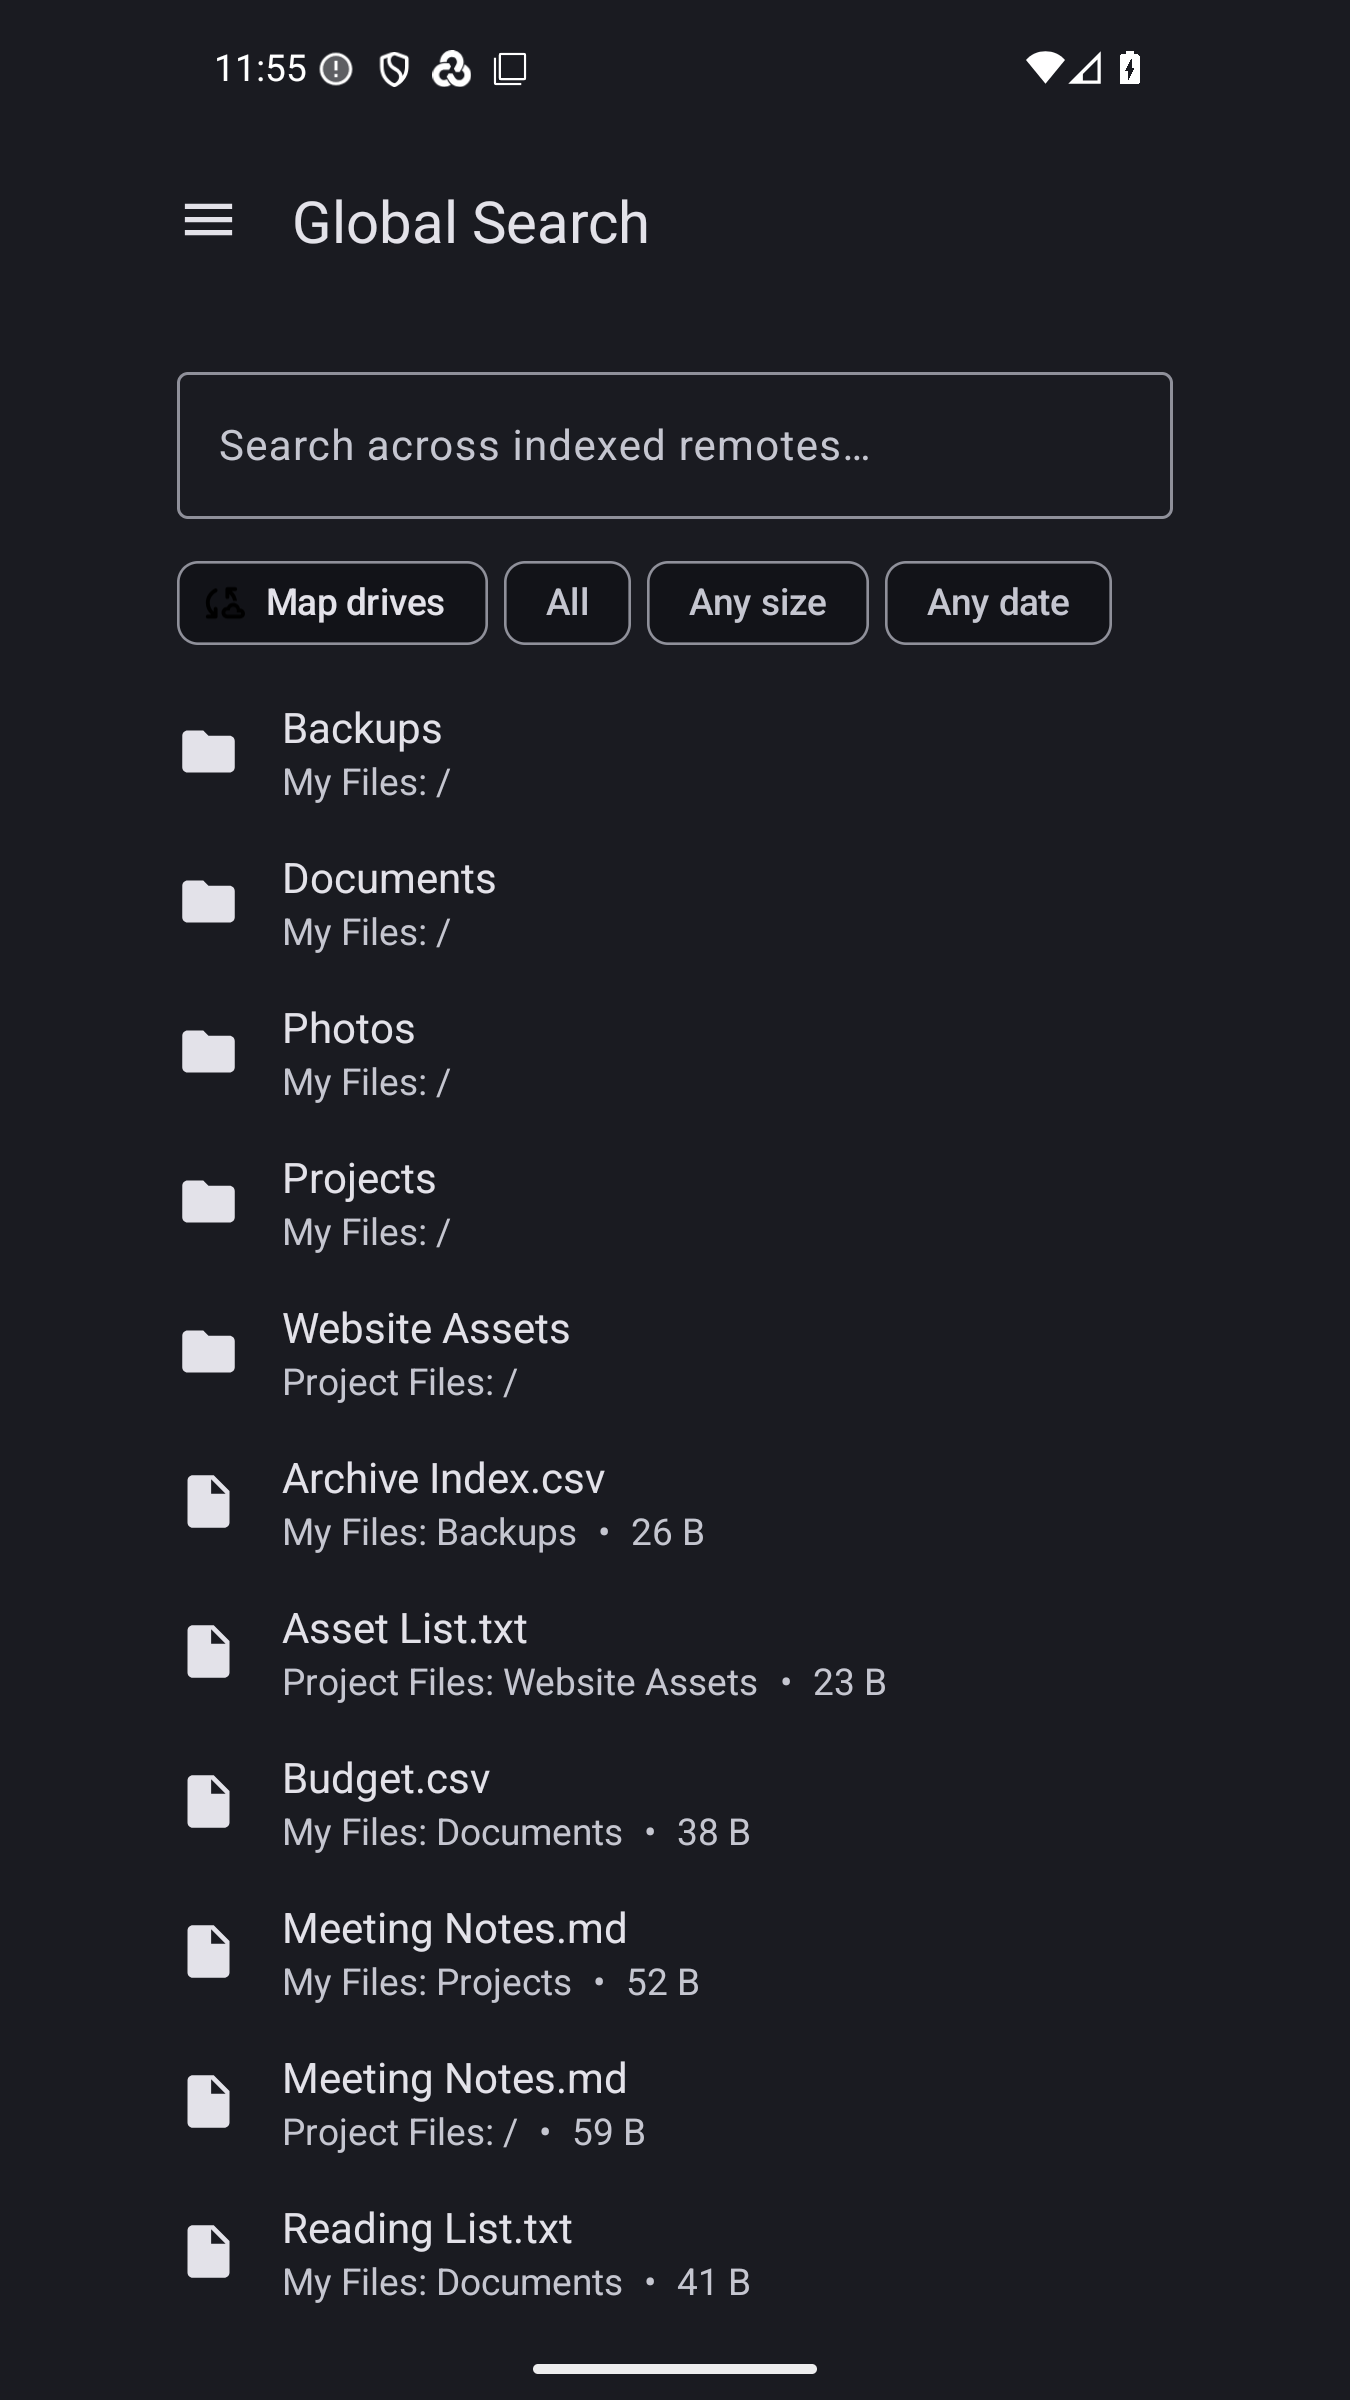 11:55
Global Search
Search across indexed remotes…
Map drives
All
Any size
Any date
Backups
My Files: /
Documents
My Files: /
Photos
My Files: /
Projects
My Files: /
Website Assets
Project Files: /
Archive Index.csv
My Files: Backups • 26 B
Asset List.txt
Project Files: Website Assets • 23 B
Budget.csv
My Files: Documents • 38 B
Meeting Notes.md
My Files: Projects • 52 B
Meeting Notes.md
Project Files: / • 59 B
Reading List.txt
My Files: Documents • 41 B